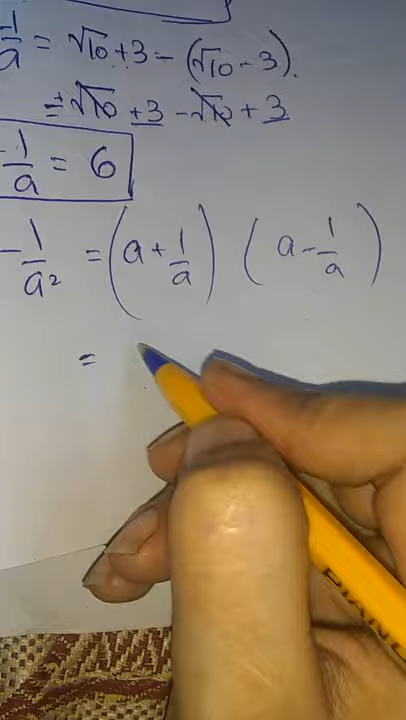 1/a = √10 + 3 - (√10 - 3).
= √10 + 3 - √10 + 3
- 1/a = 6
- 1/a² = (a + 1/a) (a - 1/a)
=